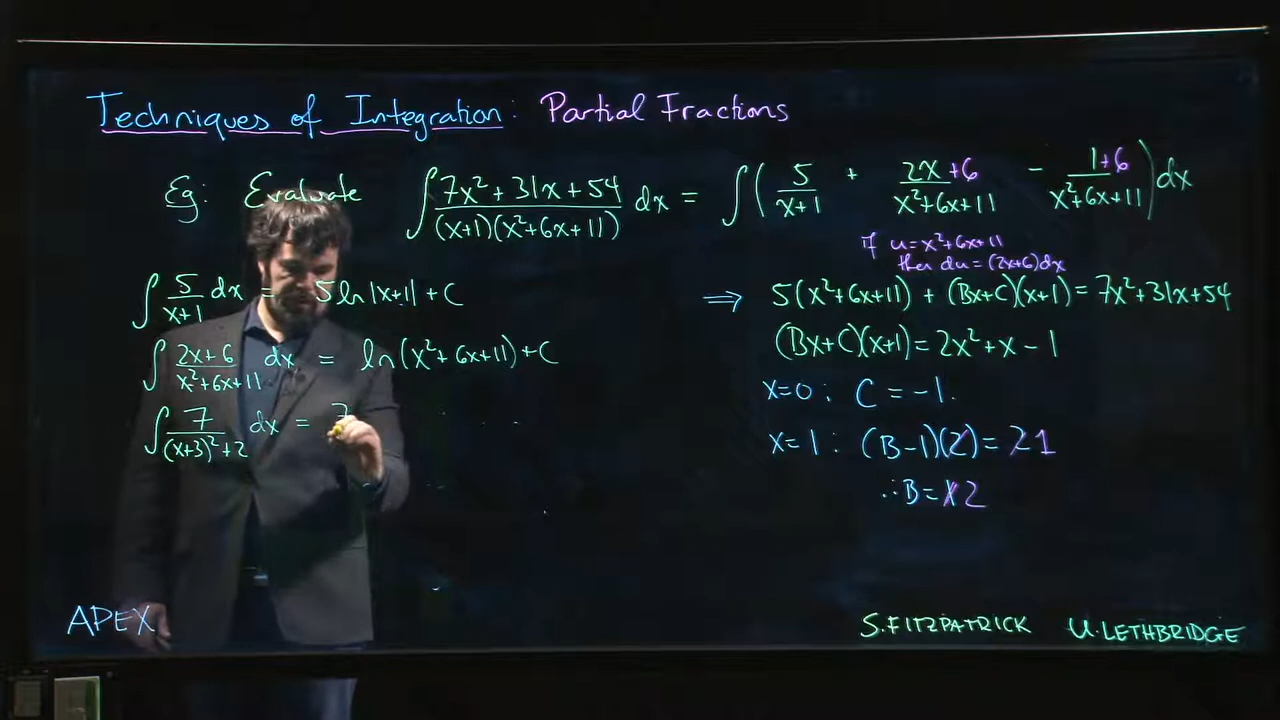 Techniques of Integration: Partial Fractions
Eg: Evaluate ∫ (7x² + 31x + 54)/((x+1)(x²+6x+11)) dx = ∫ ( 5/(x+1) + (2x+6)/(x²+6x+11) - (1+6)/(x²+6x+11) ) dx
if u = x²+6x+11
then du = (2x+6)dx
∫ 5/(x+1) dx = 5 ln|x+1| + C
⇒ 5(x²+6x+11) + (Bx+C)(x+1) = 7x²+31x+54
∫ (2x+6)/(x²+6x+11) dx = ln(x²+6x+11) + C
(Bx+C)(x+1) = 2x²+x-1
x=0: C = -1.
∫ 7/((x+3)²+2) dx = 7
x=1: (B-1)(2) = 2
∴ B = 2
APEX
S.FITZPATRICK U.LETHBRIDGE